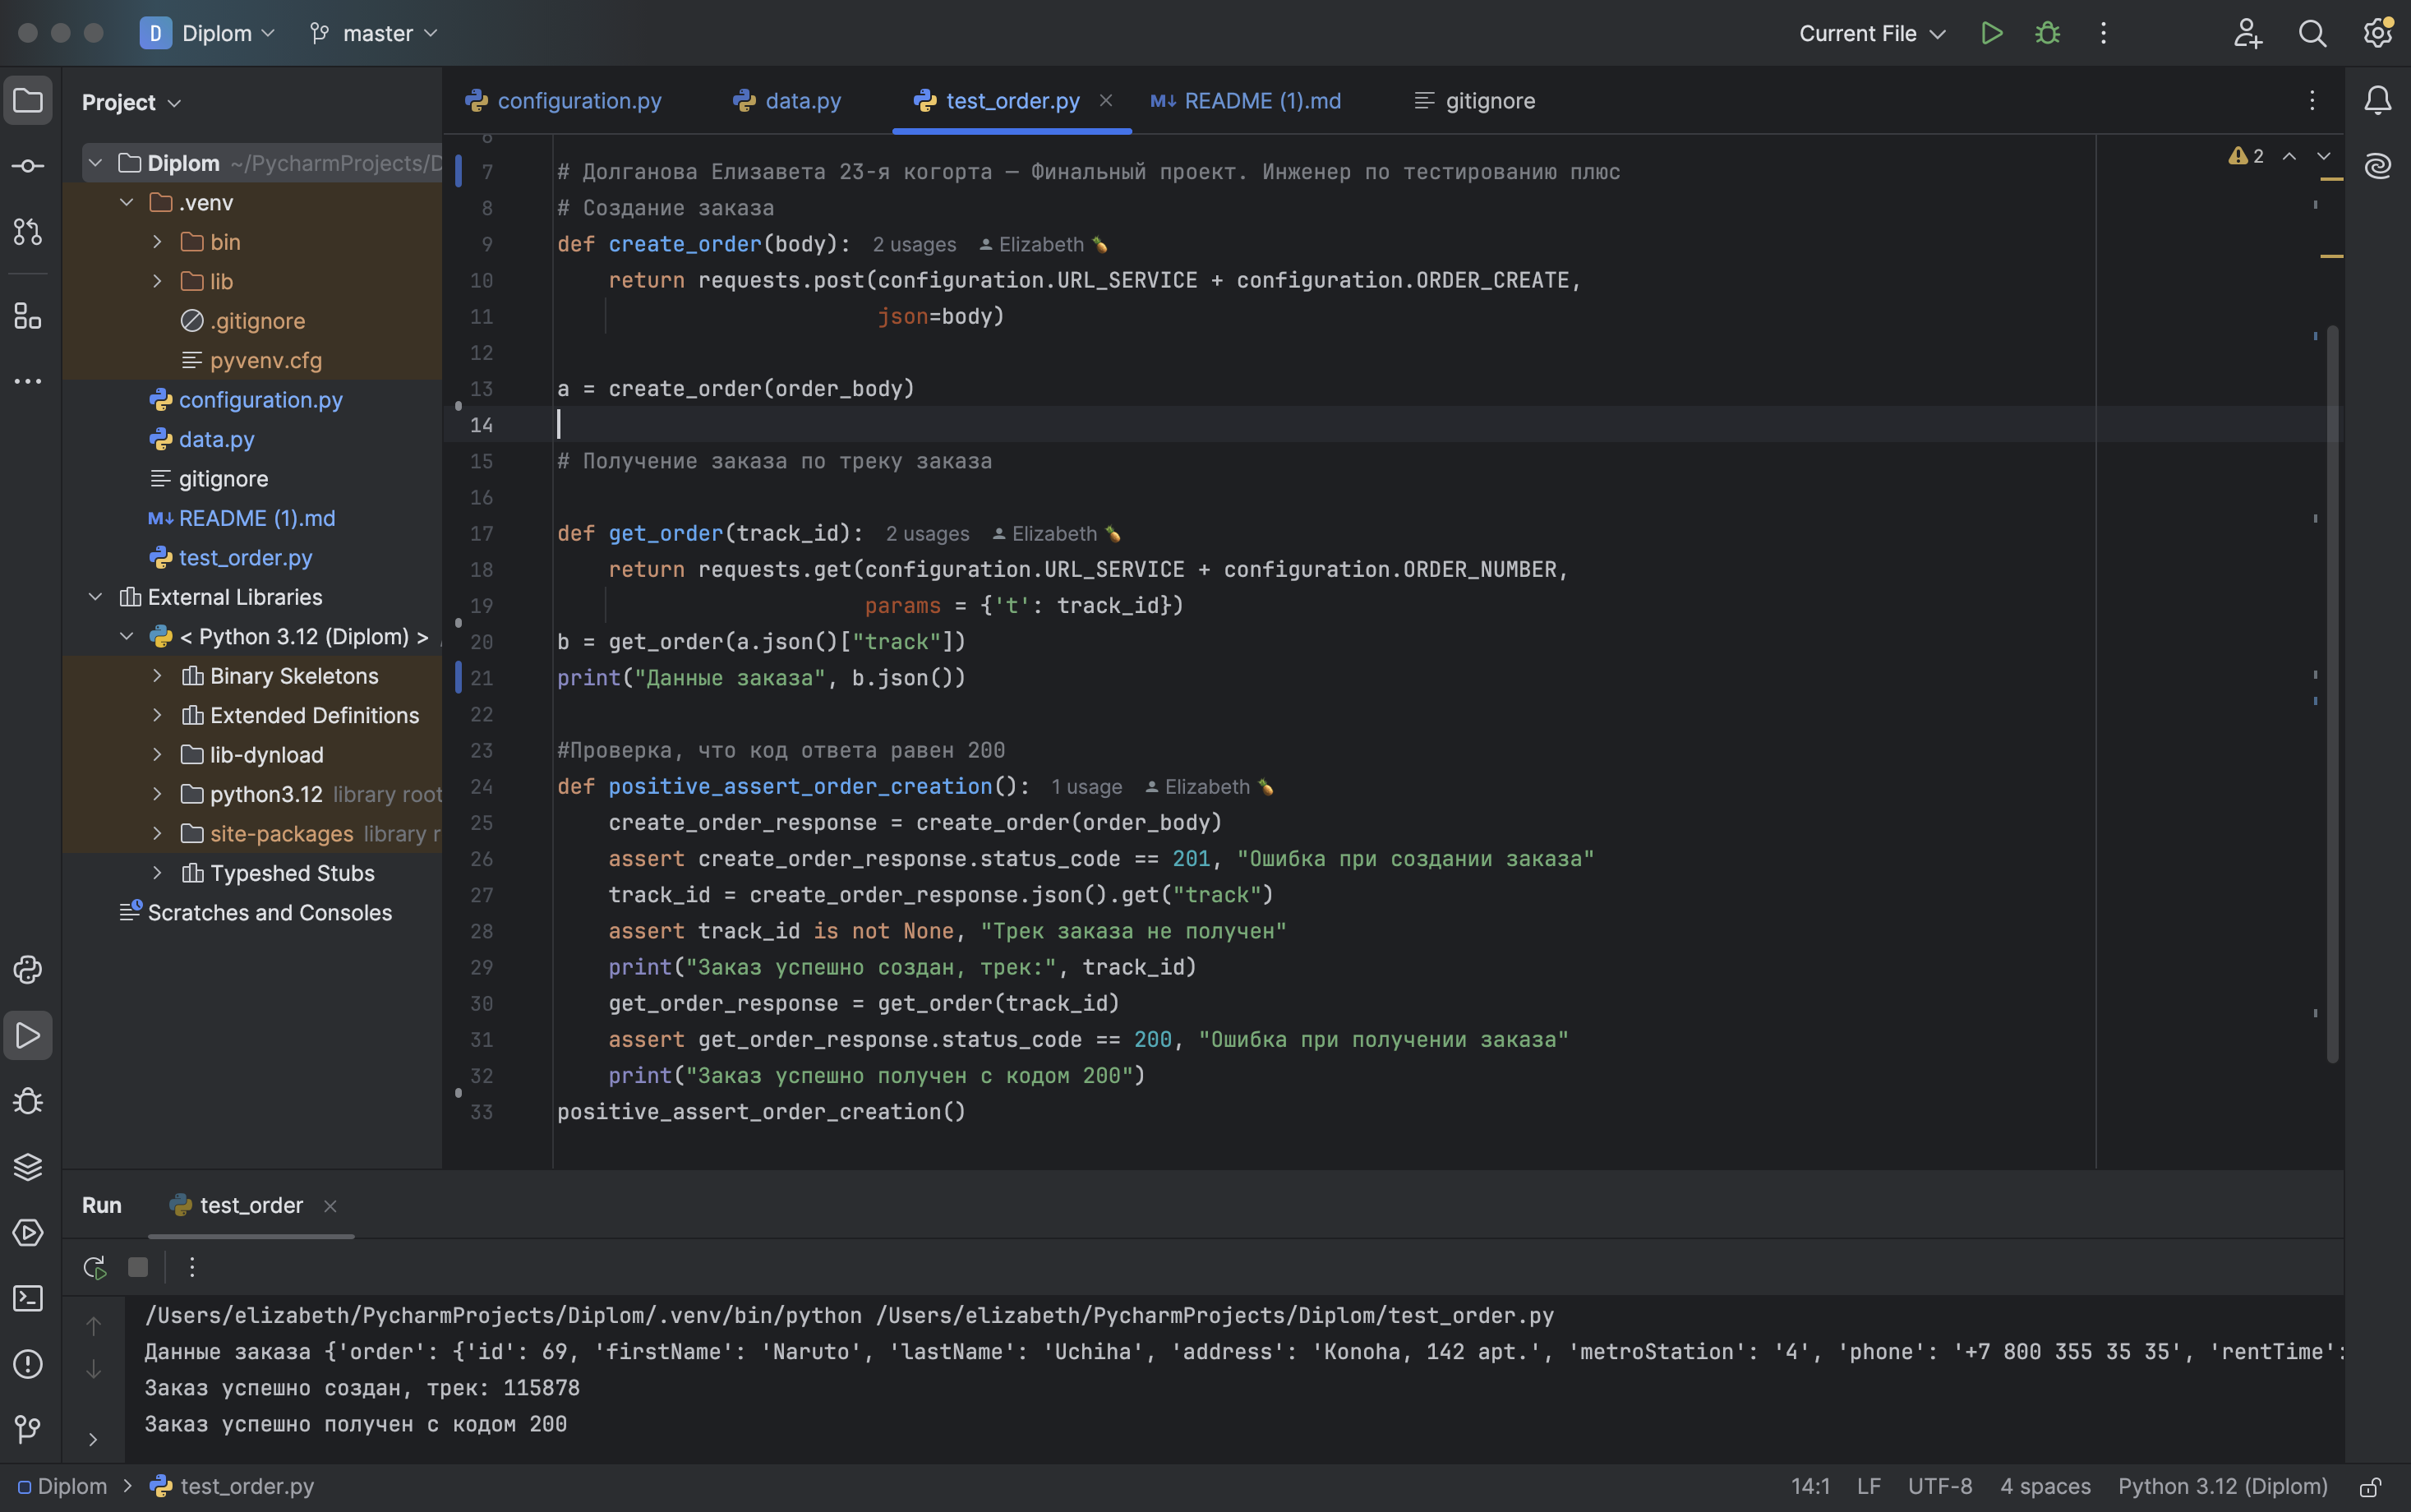 D Diplom master Current File
Project
configuration.py data.py test_order.py README (1).md gitignore
Diplom ~/PycharmProjects/D
.venv
bin
lib
.gitignore
pyvenv.cfg
configuration.py
data.py
gitignore
README (1).md
test_order.py
External Libraries
< Python 3.12 (Diplom) >
Binary Skeletons
Extended Definitions
lib-dynload
python3.12 library root
site-packages library r
Typeshed Stubs
Scratches and Consoles
2
6
7 # Долганова Елизавета 23-я когорта — Финальный проект. Инженер по тестированию плюс
8 # Создание заказа
9 def create_order(body): 2 usages Elizabeth
10 return requests.post(configuration.URL_SERVICE + configuration.ORDER_CREATE,
11 json=body)
12
13 a = create_order(order_body)
14
15 # Получение заказа по треку заказа
16
17 def get_order(track_id): 2 usages Elizabeth
18 return requests.get(configuration.URL_SERVICE + configuration.ORDER_NUMBER,
19 params = {'t': track_id})
20 b = get_order(a.json()["track"])
21 print("Данные заказа", b.json())
22
23 #Проверка, что код ответа равен 200
24 def positive_assert_order_creation(): 1 usage Elizabeth
25 create_order_response = create_order(order_body)
26 assert create_order_response.status_code == 201, "Ошибка при создании заказа"
27 track_id = create_order_response.json().get("track")
28 assert track_id is not None, "Трек заказа не получен"
29 print("Заказ успешно создан, трек:", track_id)
30 get_order_response = get_order(track_id)
31 assert get_order_response.status_code == 200, "Ошибка при получении заказа"
32 print("Заказ успешно получен с кодом 200")
33 positive_assert_order_creation()
Run test_order
/Users/elizabeth/PycharmProjects/Diplom/.venv/bin/python /Users/elizabeth/PycharmProjects/Diplom/test_order.py
Данные заказа {'order': {'id': 69, 'firstName': 'Naruto', 'lastName': 'Uchiha', 'address': 'Konoha, 142 apt.', 'metroStation': '4', 'phone': '+7 800 355 35 35', 'rentTime':
Заказ успешно создан, трек: 115878
Заказ успешно получен с кодом 200
Diplom > test_order.py 14:1 LF UTF-8 4 spaces Python 3.12 (Diplom)